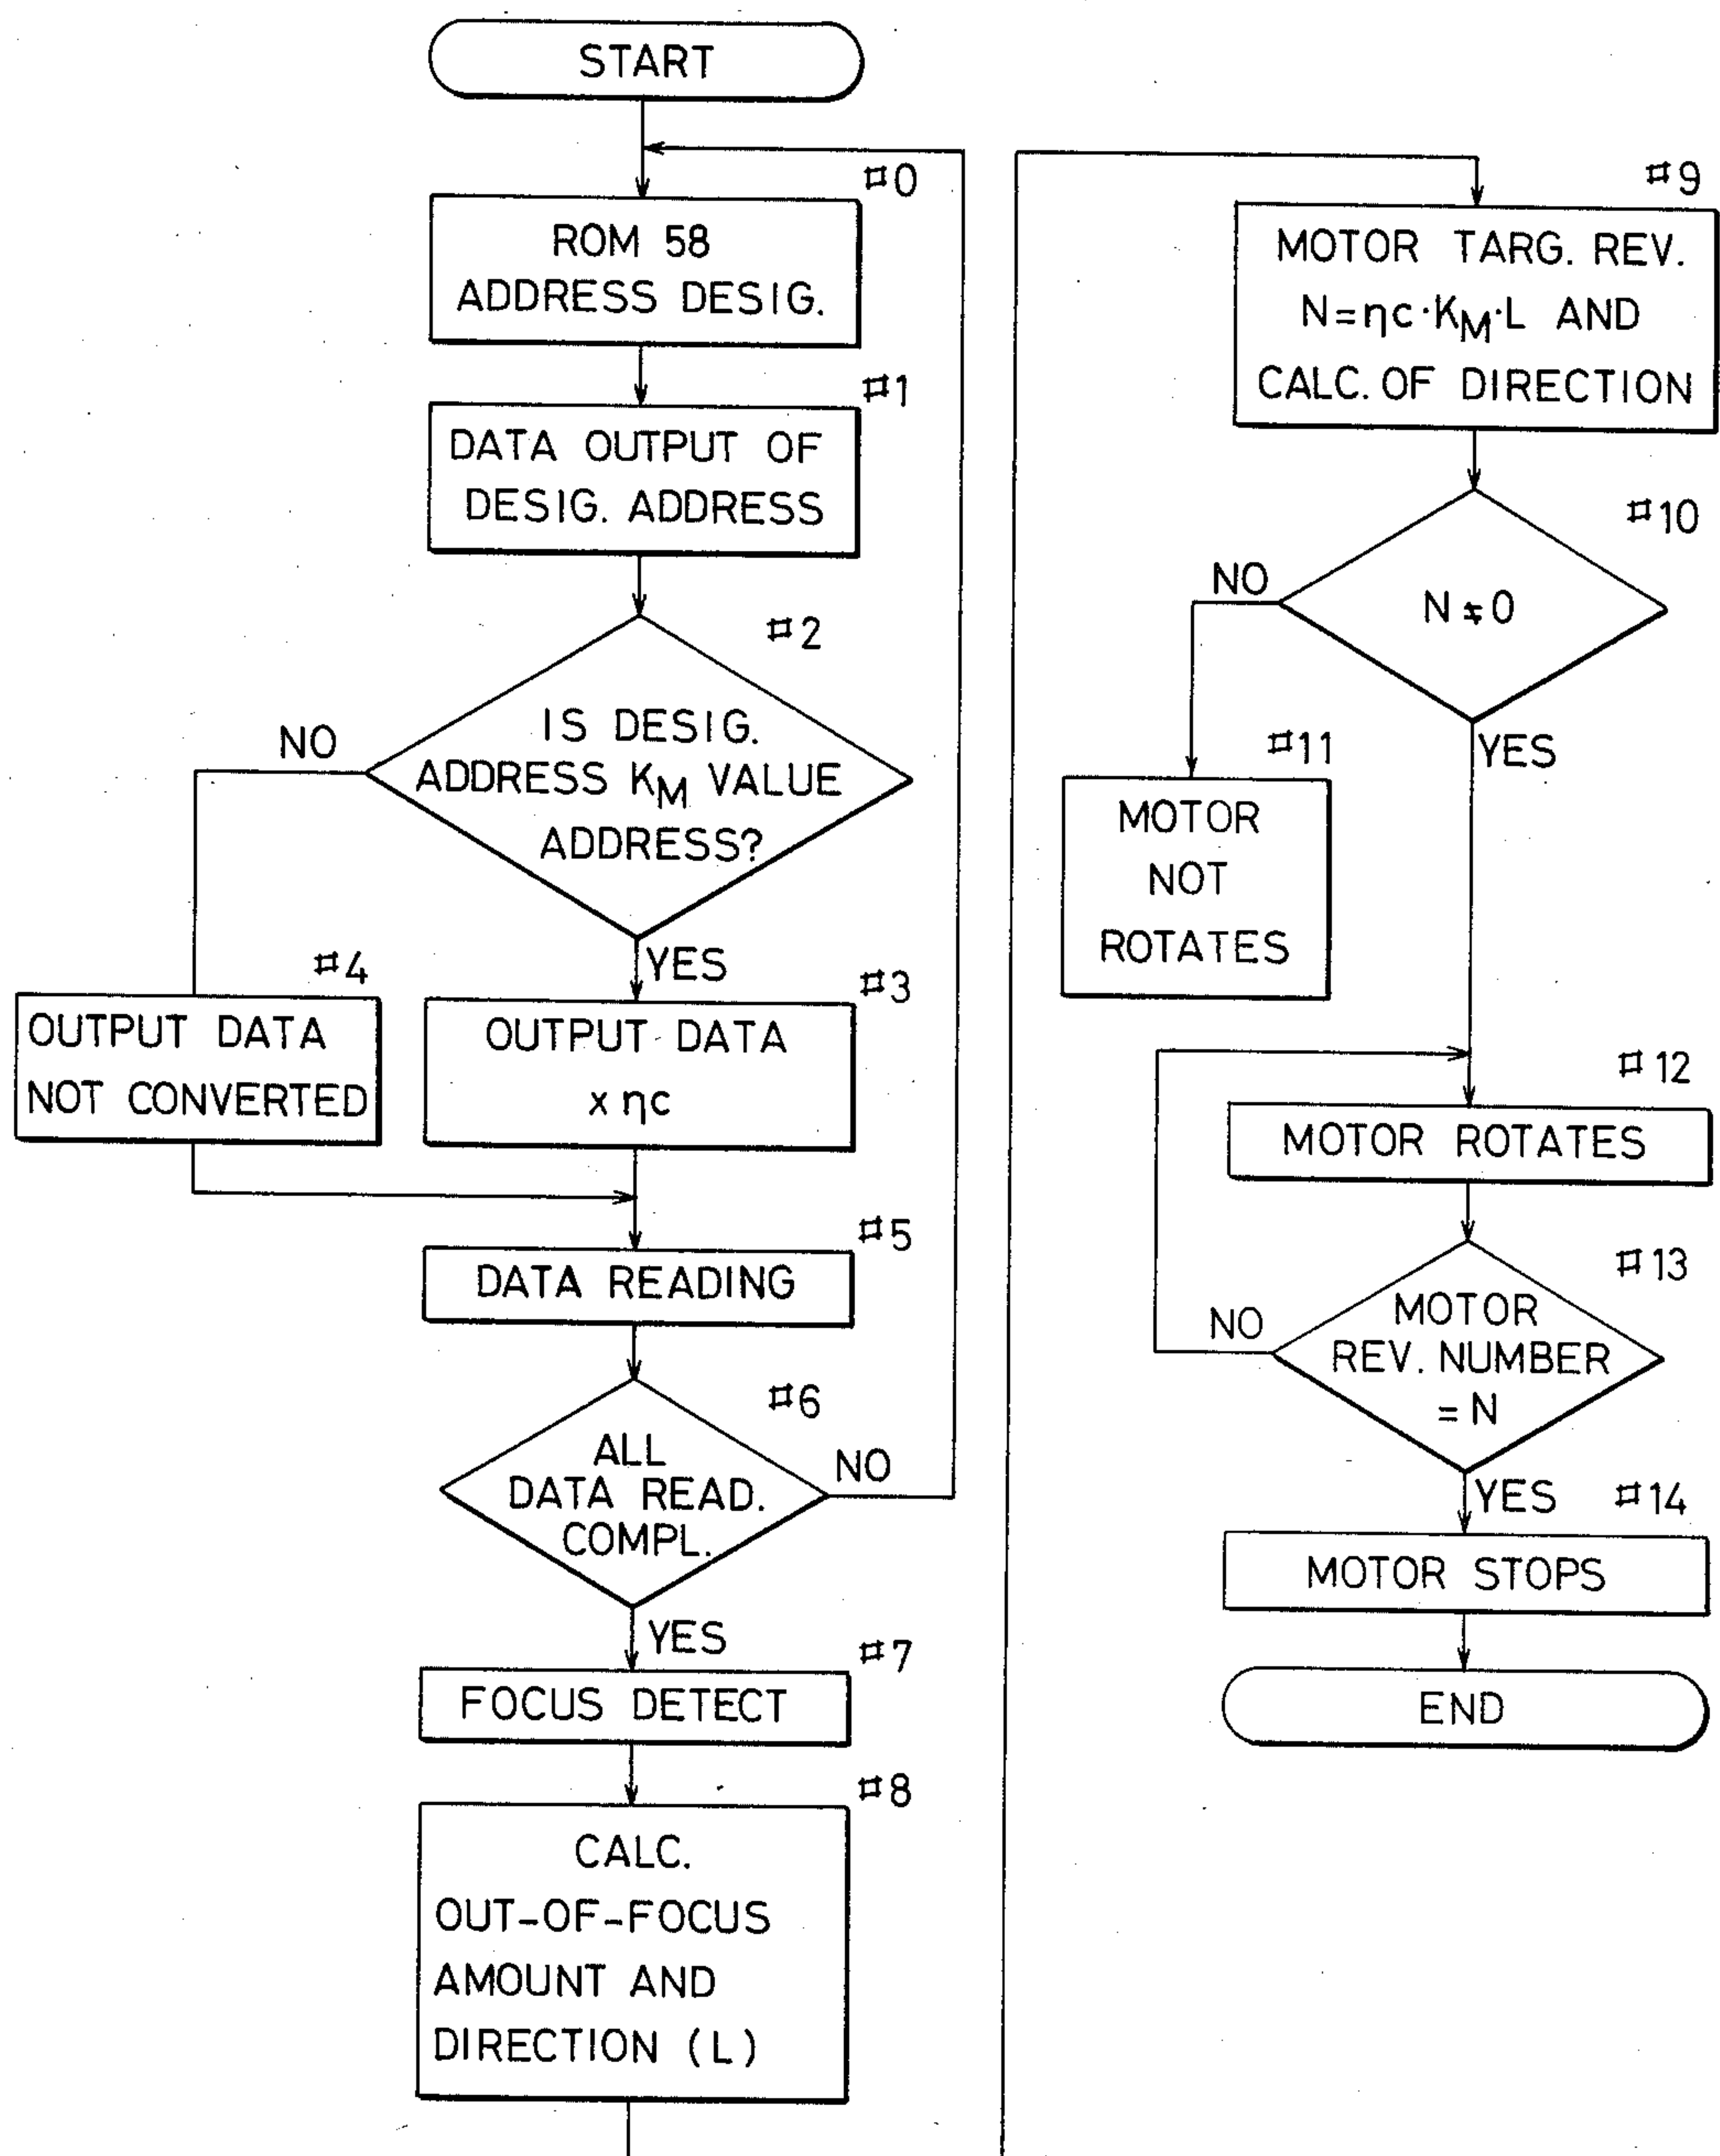 START
#0
ROM 58
ADDRESS DESIG.
#1
DATA OUTPUT OF
DESIG. ADDRESS
#2
IS DESIG.
ADDRESS KM VALUE
ADDRESS?
NO
YES
#4
OUTPUT DATA
NOT CONVERTED
#3
OUTPUT DATA
x ηc
#5
DATA READING
#6
ALL
DATA READ.
COMPL.
NO
YES
#7
FOCUS DETECT
#8
CALC.
OUT-OF-FOCUS
AMOUNT AND
DIRECTION (L)
#9
MOTOR TARG. REV.
N=ηc·KM·L AND
CALC. OF DIRECTION
#10
N≠0
NO
YES
#11
MOTOR
NOT
ROTATES
#12
MOTOR ROTATES
#13
MOTOR
REV. NUMBER
=N
NO
YES
#14
MOTOR STOPS
END